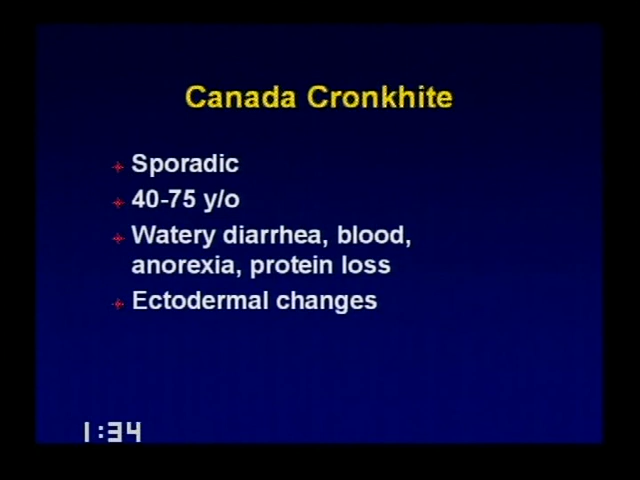 Canada Cronkhite
Sporadic
40-75 y/o
Watery diarrhea, blood,
anorexia, protein loss
Ectodermal changes
1:34